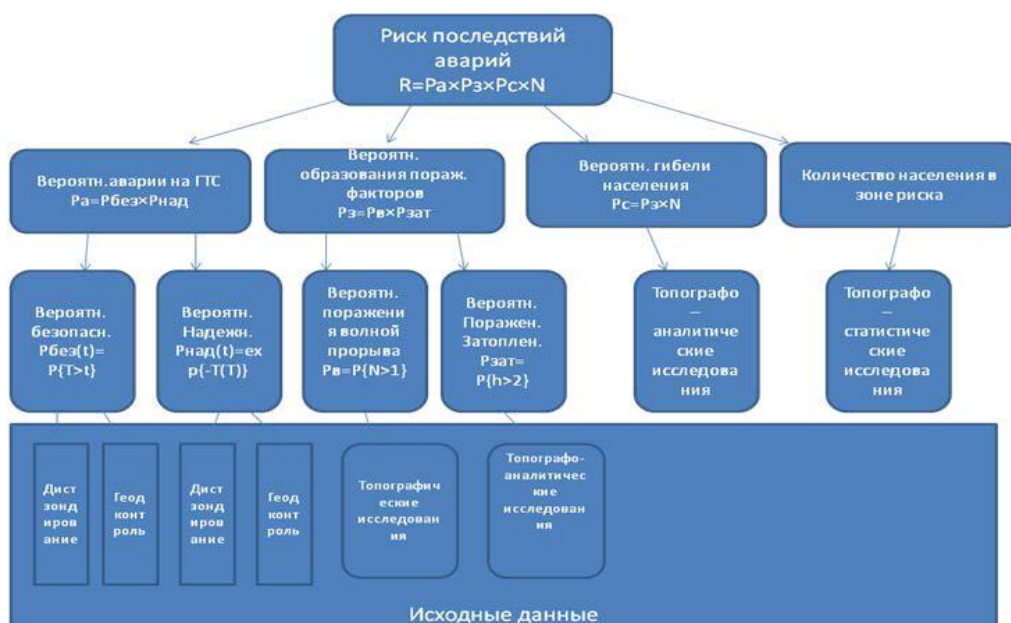 Риск последствий
аварий
R=Pa×Pз×Pc×N
Вероятн.аварии на ГТС
Pa=Pбез×Pнад
Вероятн.
образования пораж.
факторов
Pз=Pв×Pзат
Вероятн. гибели
населения
Pc=Pз×N
Количество населения в
зоне риска
Вероятн.
безопасн.
Pбез(t)=
P{T>t}
Вероятн.
Надежн.
Pнад(t)=ex
p{-T(T)}
Вероятн.
поражени
я волной
прорыва
Pв=P{N>1}
Вероятн.
Поражен.
Затоплен.
Pзат=
P{h>2}
Топографо
–
аналитиче
ские
исследова
ния
Топографо
–
статистиче
ские
исследова
ния
Дист
зонд
иров
ание
Геод
конт
роль
Дист
зонд
иров
ание
Геод
конт
роль
Топографич
еские
исследован
ия
Топографо-
аналитичес
кие
исследован
ия
Исходные данные